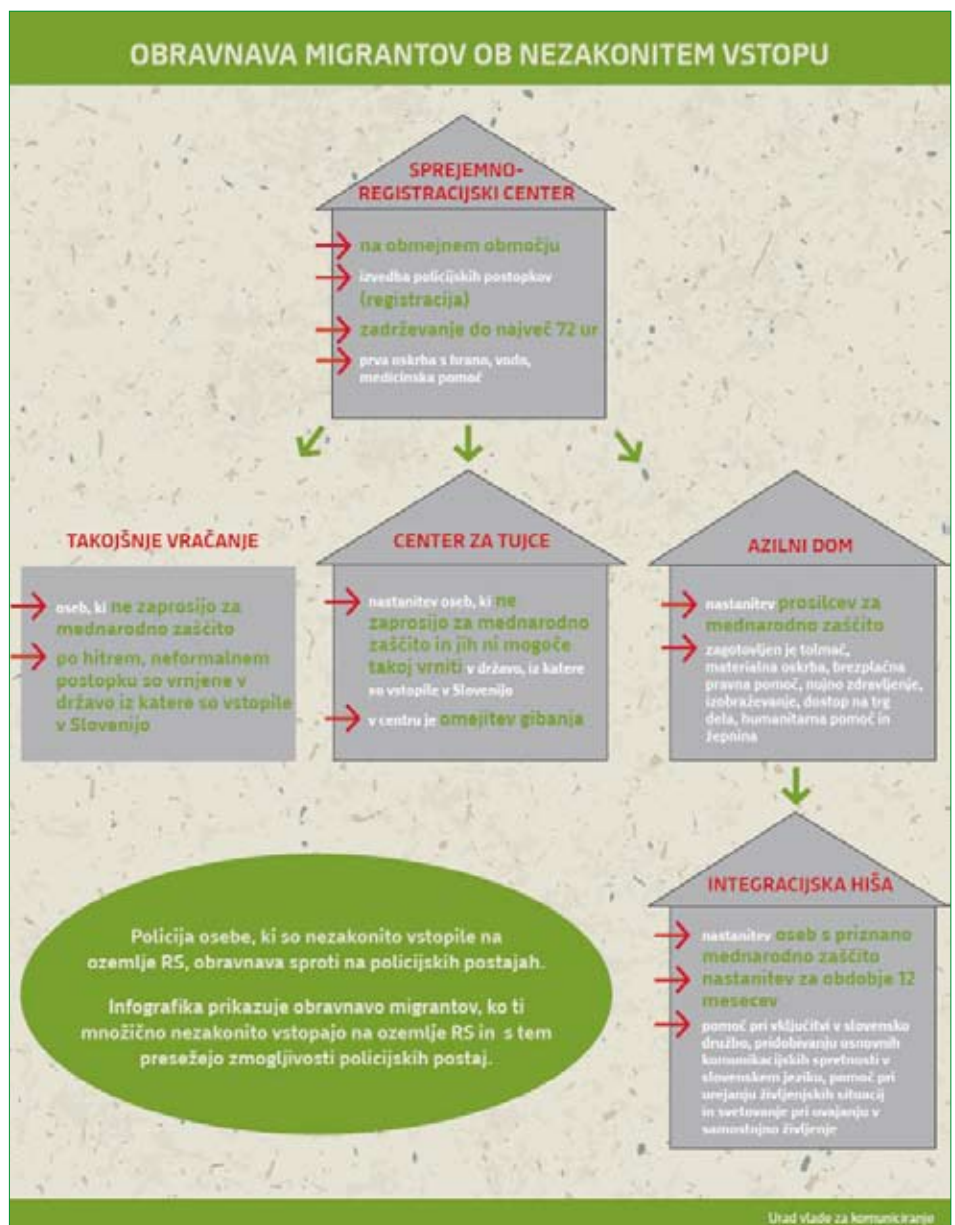 OBRAVNAVA MIGRANTOV OB NEZAKONITEM VSTOPU
SPREJEMNO-
REGISTRACIJSKI CENTER
na obmejnem območju
izvedba policijskih postopkov
(registracija)
zadrževanje do največ 72 ur
prva oskrba s hrano, vodo,
medicinska pomoč
TAKOJŠNJE VRAČANJE
oseb, ki ne zaprosijo za
mednarodno zaščito
po hitrem, neformalnem
postopku so vrnjene v
državo iz katere so vstopile
v Slovenijo
CENTER ZA TUJCE
nastanitev oseb, ki ne
zaprosijo za mednarodno
zaščito in jih ni mogoče
takoj vrniti v državo, iz katere
so vstopile v Slovenijo
v centru je omejitev gibanja
AZILNI DOM
nastanitev prosilcev za
mednarodno zaščito
zagotovljen je tolmač,
materialna oskrba, brezplačna
pravna pomoč, nujno zdravljenje,
izobraževanje, dostop na trg
dela, humanitarna pomoč in
žepnina
INTEGRACIJSKA HIŠA
nastanitev oseb s priznano
mednarodno zaščito
nastanitev za obdobje 12
mesecev
pomoč pri vključitvi v slovensko
družbo, pridobivanju osnovnih
komunikacijskih spretnosti v
slovenskem jeziku, pomoč pri
urejanju življenjskih situacij
in svetovanje pri uvajanju v
samostojno življenje
Policija osebe, ki so nezakonito vstopile na
ozemlje RS, obravnava sproti na policijskih postajah.
Infografika prikazuje obravnavo migrantov, ko ti
množično nezakonito vstopajo na ozemlje RS in s tem
presežejo zmogljivosti policijskih postaj.
Urad vlade za komuniciranje